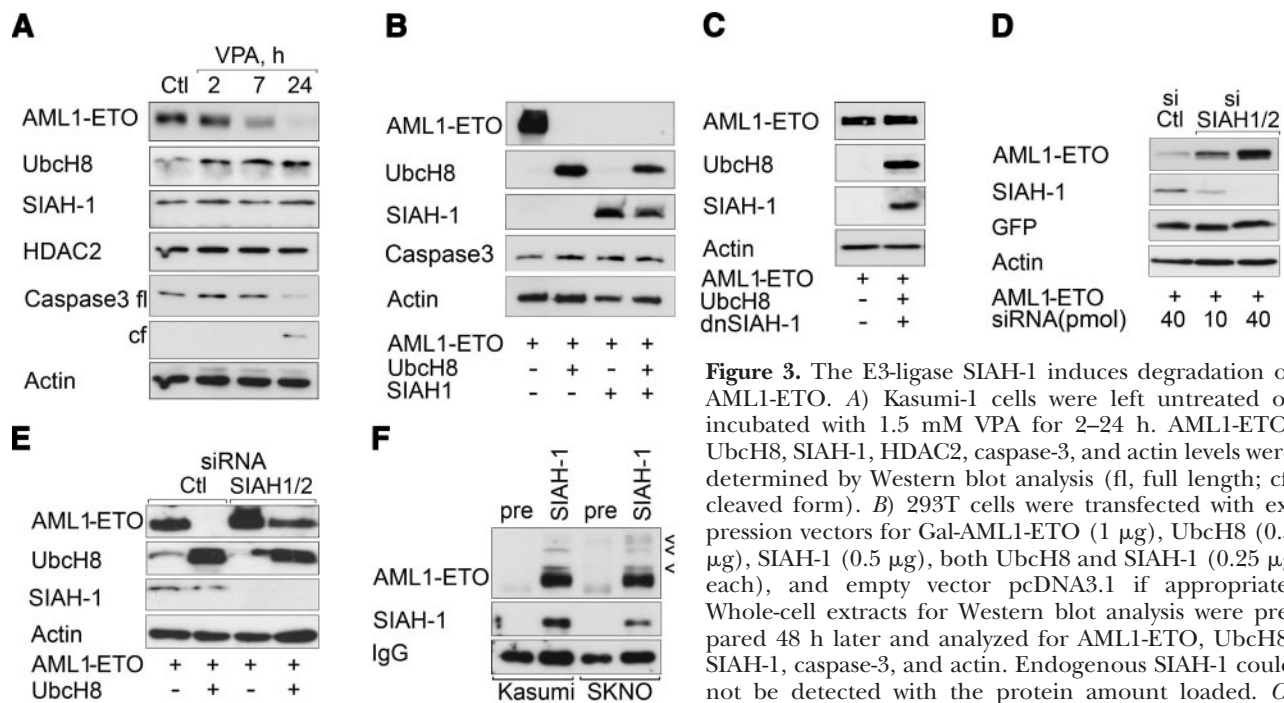 A
VPA, h
Ctl 2 7 24
AML1-ETO
UbcH8
SIAH-1
HDAC2
Caspase3 fl
cf
Actin
B
AML1-ETO
UbcH8
SIAH-1
Caspase3
Actin
AML1-ETO + + + +
UbcH8 - + - +
SIAH1 - - + +
C
AML1-ETO
UbcH8
SIAH-1
Actin
AML1-ETO + +
UbcH8 - +
dnSIAH-1 - +
D
si Ctl
si SIAH1/2
AML1-ETO
SIAH-1
GFP
Actin
AML1-ETO + + +
siRNA(pmol) 40 10 40
E
siRNA
Ctl SIAH1/2
AML1-ETO
UbcH8
SIAH-1
Actin
AML1-ETO + + + +
UbcH8 - + - +
F
pre SIAH-1 pre SIAH-1
AML1-ETO
SIAH-1
IgG
Kasumi SKNO
Figure 3. The E3-ligase SIAH-1 induces degradation o
AML1-ETO. A) Kasumi-1 cells were left untreated o
incubated with 1.5 mM VPA for 2–24 h. AML1-ETO
UbcH8, SIAH-1, HDAC2, caspase-3, and actin levels were
determined by Western blot analysis (fl, full length; cf
cleaved form). B) 293T cells were transfected with ex
pression vectors for Gal-AML1-ETO (1 μg), UbcH8
μg), SIAH-1 (0.5 μg), both UbcH8 and SIAH-1 (0.25 μg
each), and empty vector pcDNA3.1 if appropriate
Whole-cell extracts for Western blot analysis were pre
pared 48 h later and analyzed for AML1-ETO, UbcH8
SIAH-1, caspase-3, and actin. Endogenous SIAH-1 could
not be detected with the protein amount loaded. C